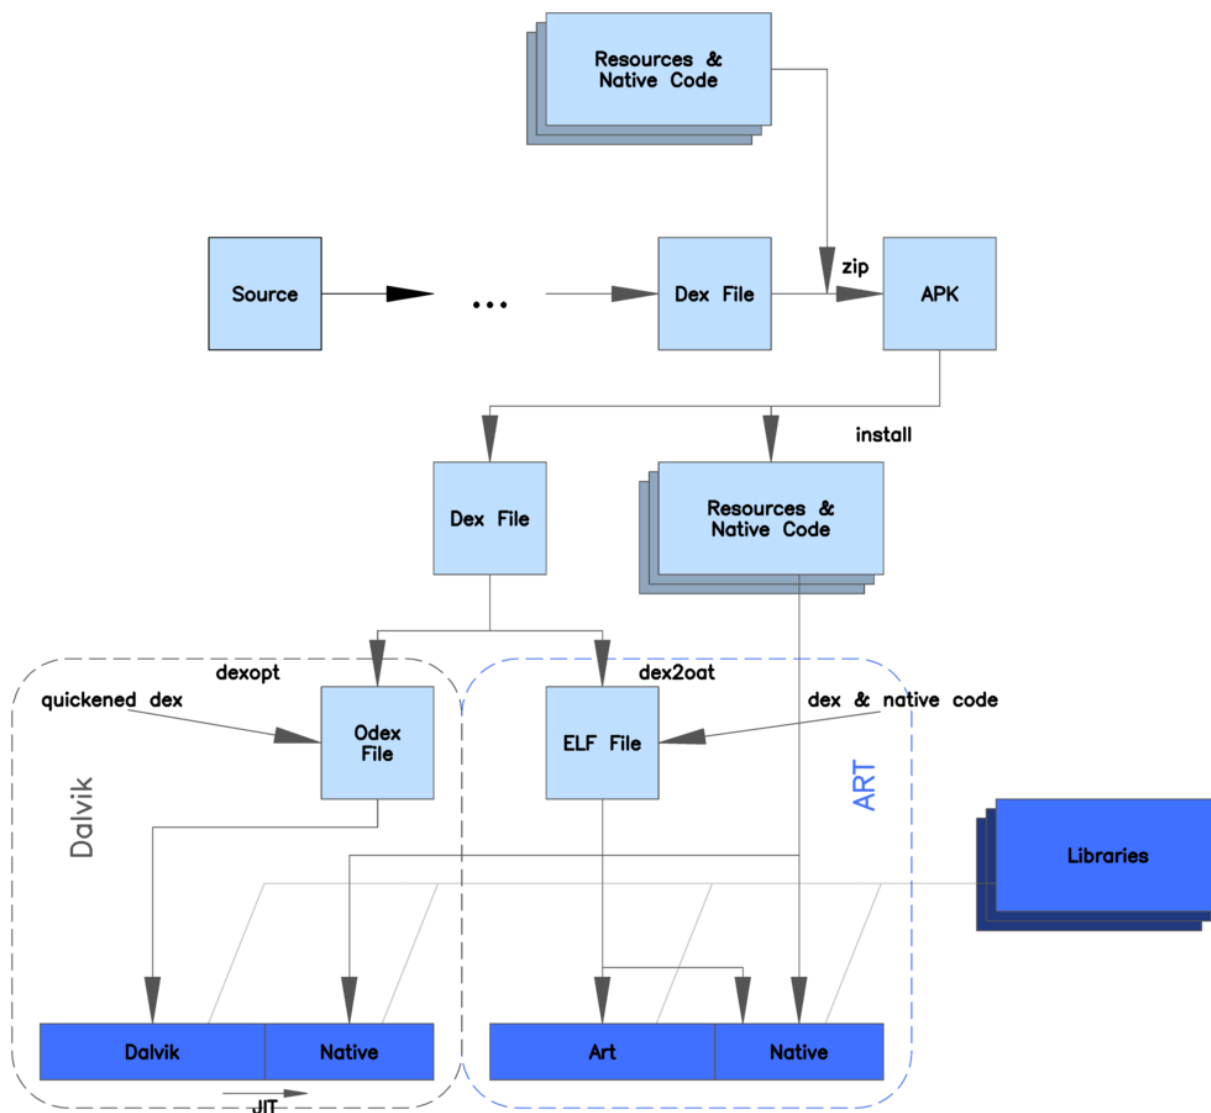 Resources &
Native Code
zip
Source
...
Dex File
APK
install
Dex File
Resources &
Native Code
dexopt
dex2oat
quickened dex
dex & native code
Odex
File
ELF File
Dalvik
ART
Libraries
Dalvik
Native
Art
Native
JIT